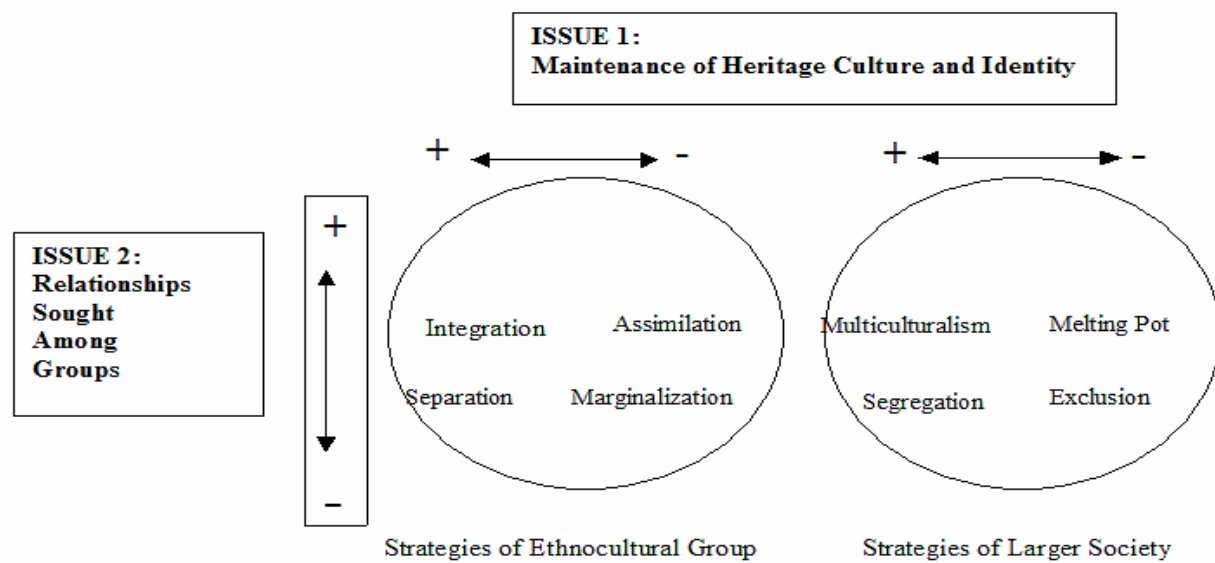 ISSUE 1:
Maintenance of Heritage Culture and Identity
+ - + -
ISSUE 2:
Relationships
Sought
Among
Groups
+
-
Integration Assimilation
Separation Marginalization
Multiculturalism Melting Pot
Segregation Exclusion
Strategies of Ethnocultural Group
Strategies of Larger Society